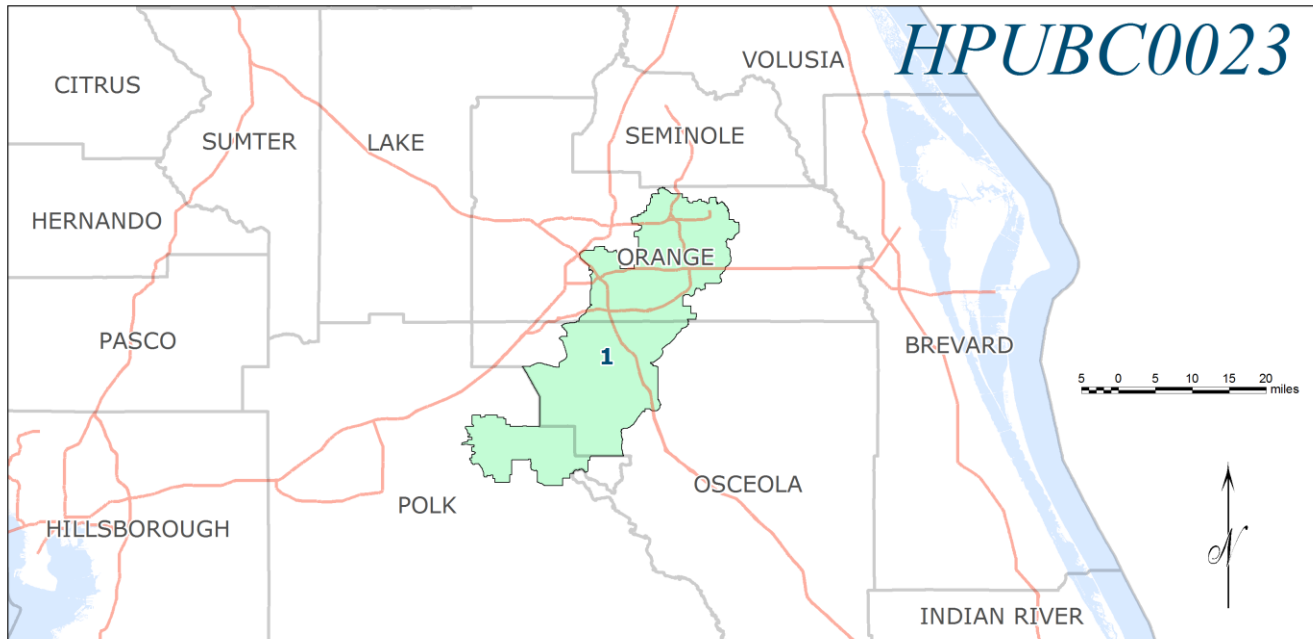 HPUBC0023
VOLUSIA
CITRUS
SUMTER
LAKE
SEMINOLE
HERNANDO
ORANGE
PASCO
1
BREVARD
5 0 5 10 15 20
miles
POLK
OSCEOLA
HILLSBOROUGH
N
INDIAN RIVER